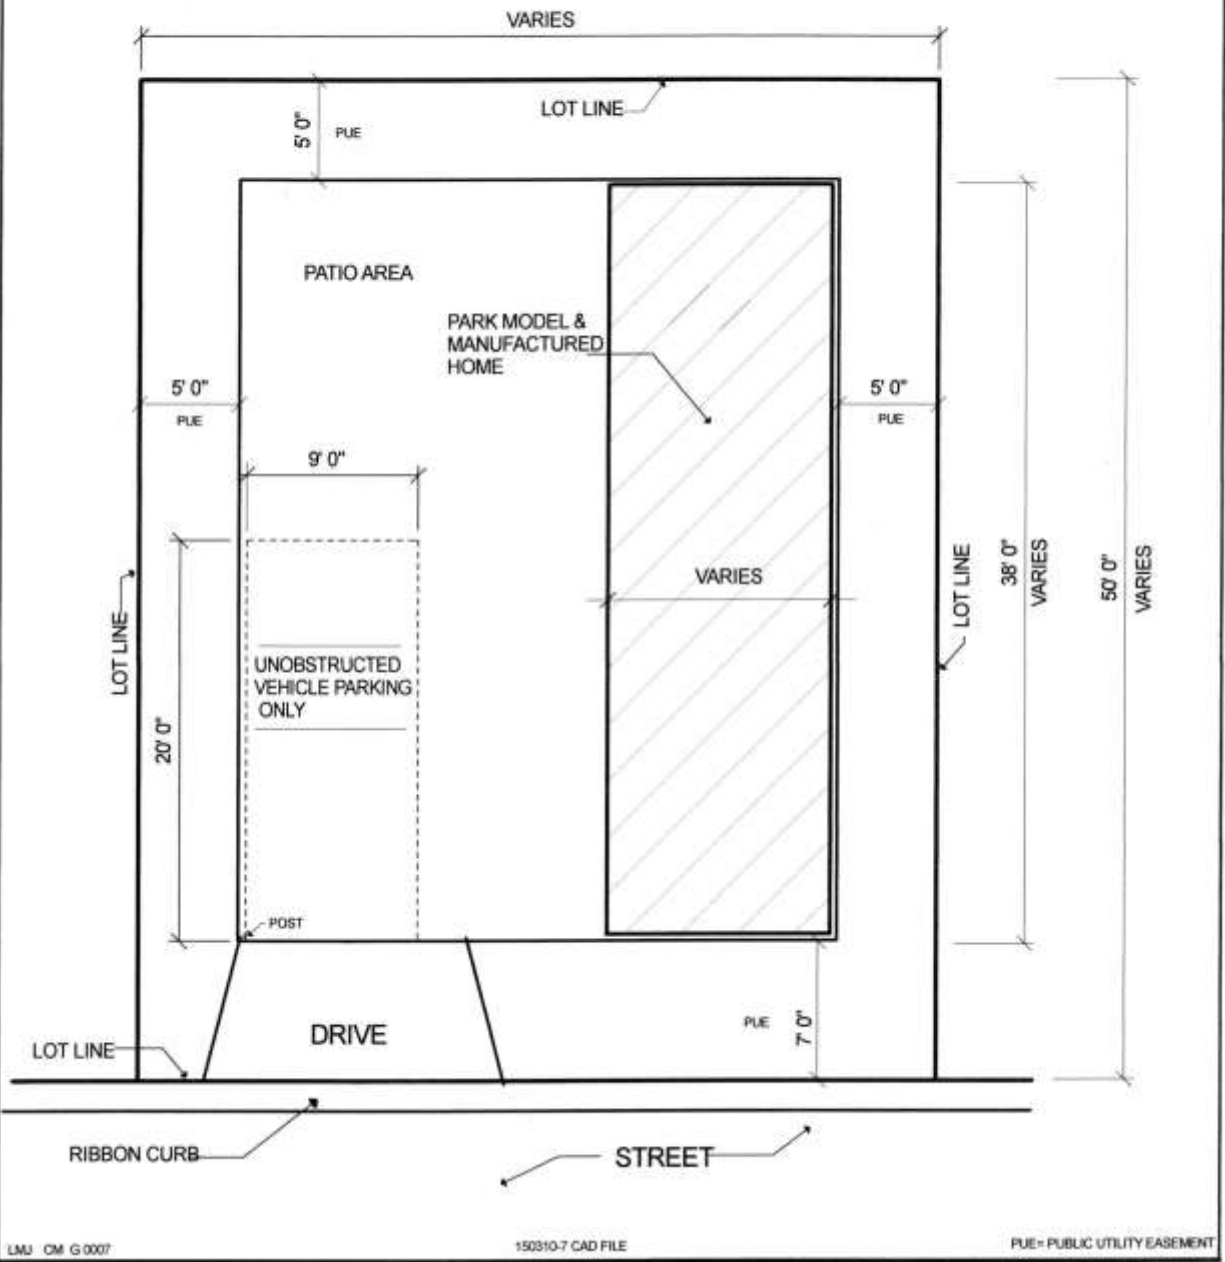 VARIES
LOT LINE
5' 0"
PUE
PATIO AREA
PARK MODEL &
MANUFACTURED
HOME
5' 0"
PUE
5' 0"
PUE
9' 0"
VARIES
38' 0"
VARIES
50' 0"
VARIES
LOT LINE
LOT LINE
UNOBSTRUCTED
VEHICLE PARKING
ONLY
20' 0"
POST
DRIVE
PUE
7' 0"
LOT LINE
RIBBON CURB
STREET
LMJ CM G 0007
150310-7 CAD FILE
PUE= PUBLIC UTILITY EASEMENT